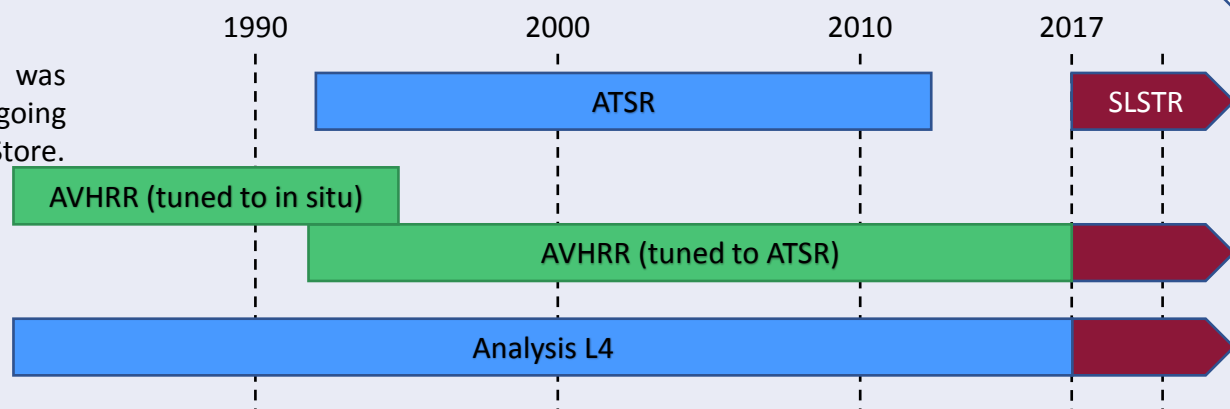 1990 2000 2010 2017
was
going
Store.
ATSR
SLSTR
AVHRR (tuned to in situ)
AVHRR (tuned to ATSR)
Analysis L4